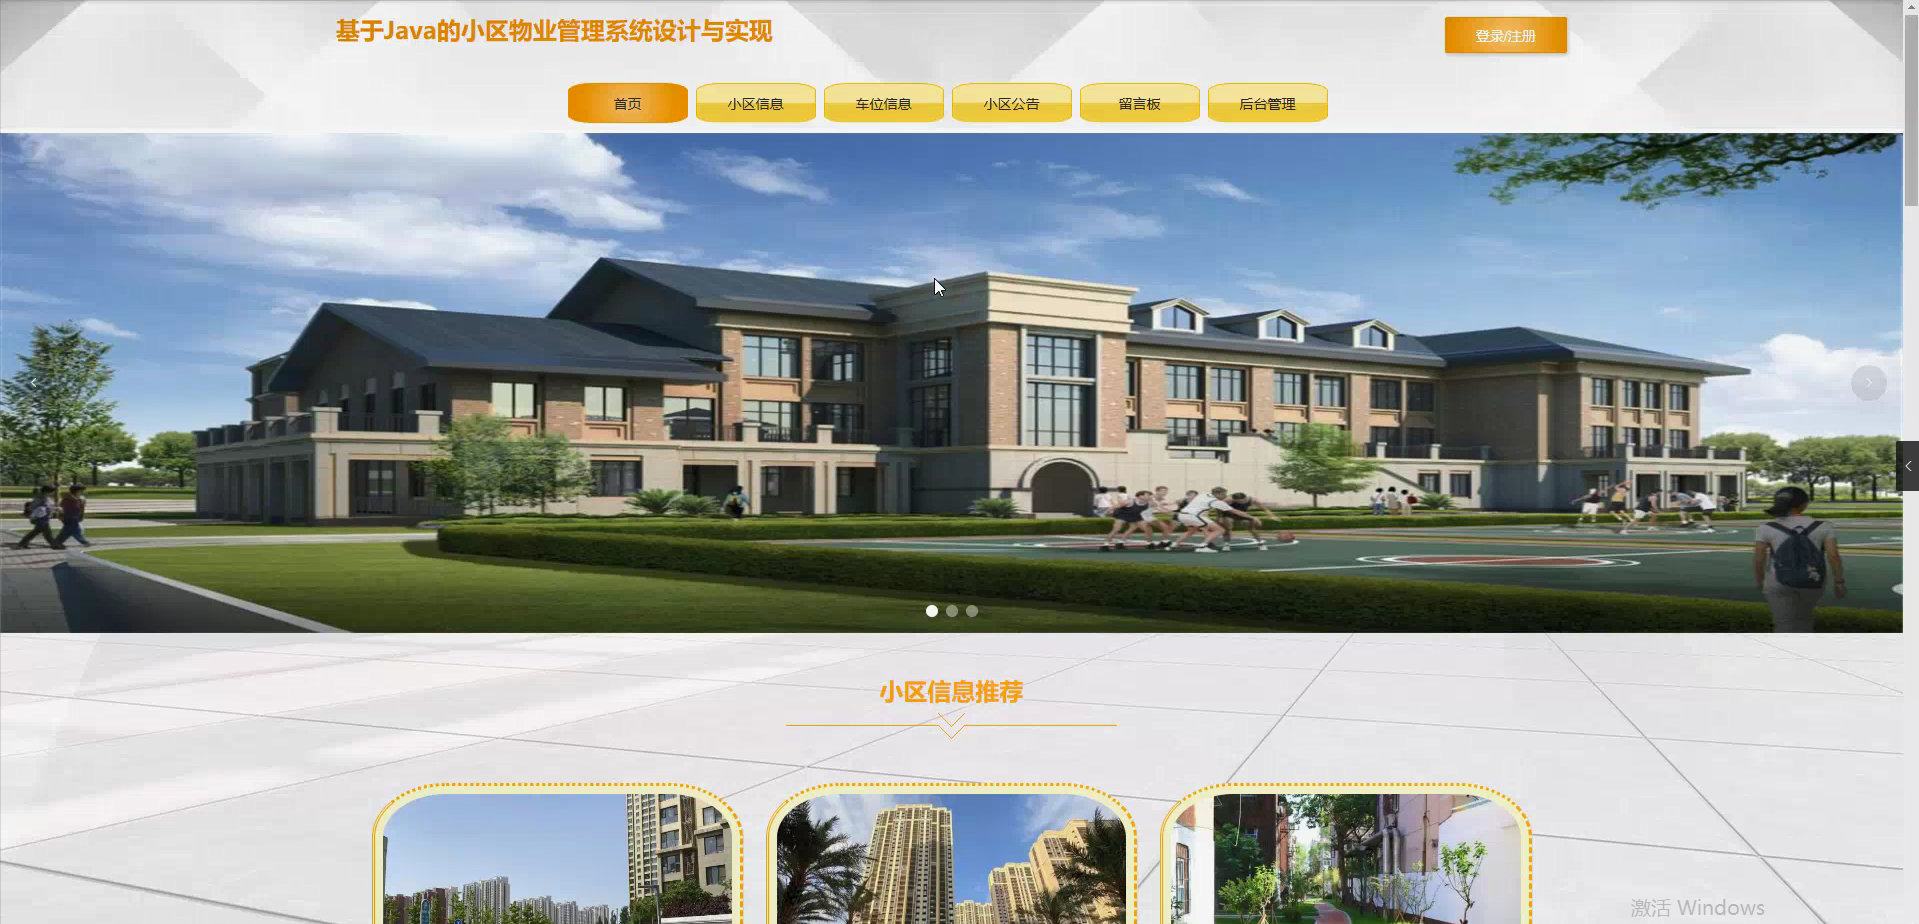 基于Java的小区物业管理系统设计与实现
登录/注册
首页
小区信息
车位信息
小区公告
留言板
后台管理
小区信息推荐
激活 Windows